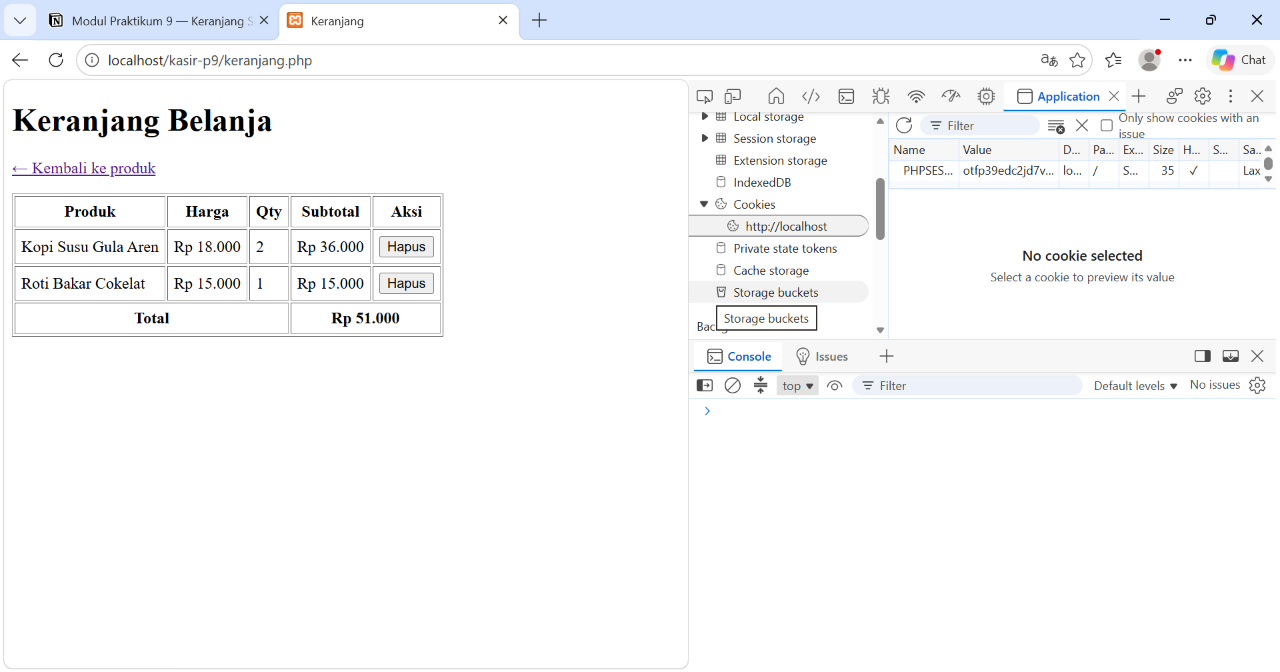 Modul Praktikum 9 — Keranjang S
Keranjang
localhost/kasir-p9/keranjang.php
Chat
Keranjang Belanja
← Kembali ke produk
Produk Harga Qty Subtotal Aksi
Kopi Susu Gula Aren Rp 18.000 2 Rp 36.000 Hapus
Roti Bakar Cokelat Rp 15.000 1 Rp 15.000 Hapus
Total Rp 51.000
Application
Local storage
Session storage
Extension storage
IndexedDB
Cookies
http://localhost
Private state tokens
Cache storage
Storage buckets
Storage buckets
Filter
Only show cookies with an
issue
Name Value D... Pa... Ex... Size H... S... Sa...
PHPSES... otfp39edc2jd7v... lo... / S... 35 ✓ Lax
No cookie selected
Select a cookie to preview its value
Console
Issues
top
Filter
Default levels
No issues